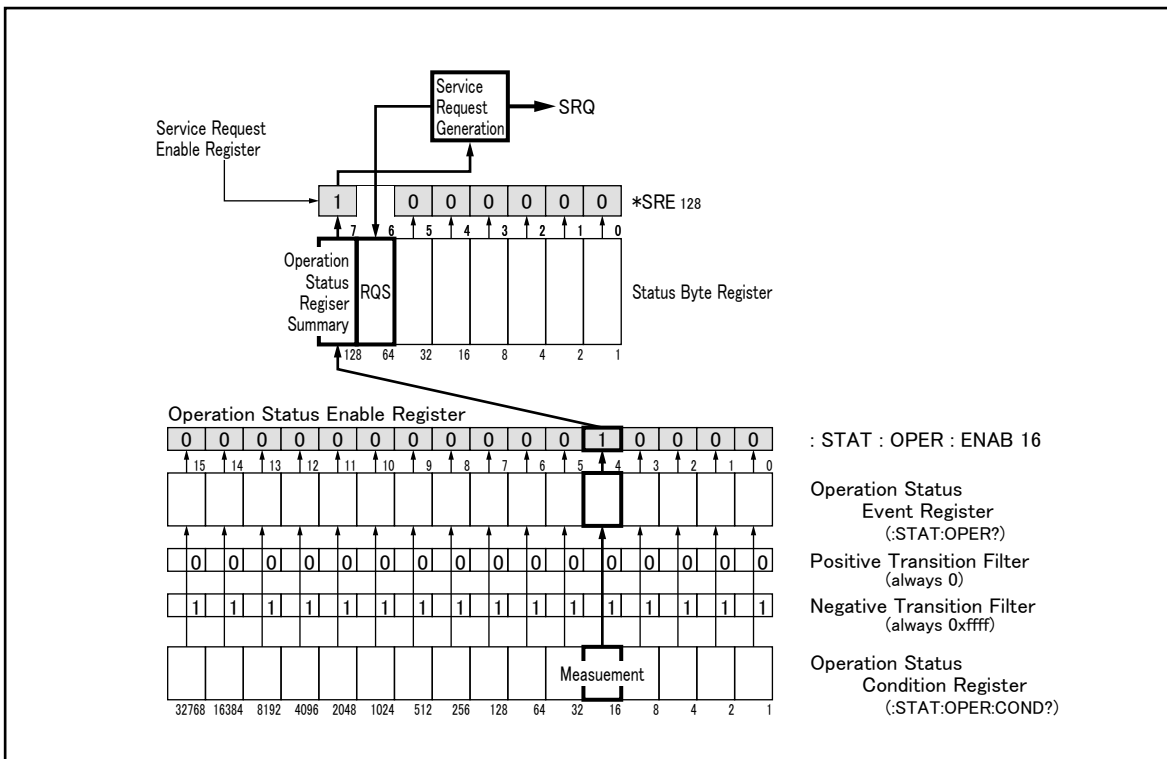 Service
Request
Generation
SRQ
Service Request
Enable Register
1 0 0 0 0 0 0 *SRE 128
7 6 5 4 3 2 1 0
Operation
Status
Regiser
Summary
RQS
Status Byte Register
128 64 32 16 8 4 2 1
Operation Status Enable Register
0 0 0 0 0 0 0 0 0 0 0 1 0 0 0 0 : STAT : OPER : ENAB 16
15 14 13 12 11 10 9 8 7 6 5 4 3 2 1 0
Operation Status
Event Register
(:STAT:OPER?)
0 0 0 0 0 0 0 0 0 0 0 0 0 0 0 0 Positive Transition Filter
(always 0)
1 1 1 1 1 1 1 1 1 1 1 1 1 1 1 1 Negative Transition Filter
(always 0xffff)
Measuement
Operation Status
Condition Register
(:STAT:OPER:COND?)
32768 16384 8192 4096 2048 1024 512 256 128 64 32 16 8 4 2 1